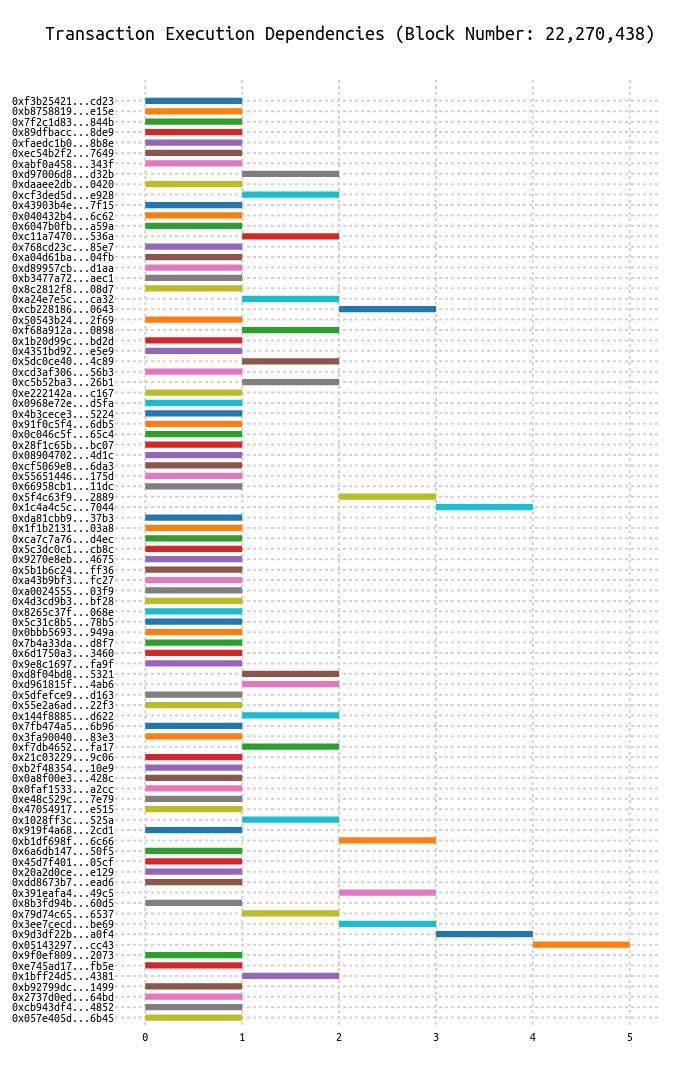 Transaction Execution Dependencies (Block Number: 22,270,438)
0xf3b25421...cd23
0xb8758819...e15e
0x7f2c1d83...844b
0x89dfbacc...8de9
0xfaedc1b0...8b8e
0xec54b2f2...7649
0xabf0a458...343f
0xd97006d8...d32b
0xdaaee2db...0420
0xcf3ded5d...e928
0x43903b4e...7f15
0x040432b4...6c62
0x6047b0fb...a59a
0xc11a7470...536a
0x768cd23c...85e7
0xa04d61ba...04fb
0xd89957cb...d1aa
0xb3477a72...aec1
0x8c2812f8...08d7
0xa24e7e5c...ca32
0xcb228186...0643
0x50543b24...2f69
0xf68a912a...0898
0x1b20d99c...bd2d
0x4351bd92...e5e9
0x5dc0ce40...4c89
0xcd3af306...56b3
0xc5b52ba3...26b1
0xe222142a...c167
0x0968e72e...d5fa
0x4b3cece3...5224
0x91f0c5f4...6db5
0x0c046c5f...65c4
0x28f1c65b...bc07
0x08904702...4d1c
0xcf5069e8...6da3
0x55651446...175d
0x66958cb1...11dc
0x5f4c63f9...2889
0x1c4a4c5c...7044
0xda81cbb9...37b3
0x1f1b2131...03a8
0xca7c7a76...d4ec
0x5c3dc0c1...cb8c
0x9270e8eb...4675
0x5b1b6c24...ff36
0xa43b9bf3...fc27
0xa0024555...03f9
0x4d3cd9b3...bf28
0x8265c37f...068e
0x5c31c8b5...78b5
0x0bbb5693...949a
0x7b4a33da...d8f7
0x6d1750a3...3460
0x9e8c1697...fa9f
0xd8f04bd8...5321
0xd961815f...4ab6
0x5dfefce9...d163
0x55e2a6ad...22f3
0x144f8885...d622
0x7fb474a5...6b96
0x3fa90040...83e3
0xf7db4652...fa17
0x21c03229...9c06
0xb2f48354...10e9
0x0a8f00e3...428c
0x0faf1533...a2cc
0xe48c529c...7e79
0x47054917...e515
0x1028ff3c...525a
0x919f4a68...2cd1
0xb1df698f...6c66
0x6a6db147...50f5
0x45d7f401...05cf
0x20a2d0ce...e129
0xdd8673b7...ead6
0x391eafa4...49c5
0x8b3fd94b...60d5
0x79d74c65...6537
0x3ee7cecd...be69
0x9d3df22b...a0f4
0x05143297...cc43
0x9f0ef809...2073
0xe745ad17...fb5e
0x1bff24d5...4381
0xb92799dc...1499
0x2737d0ed...64bd
0xcb943df4...4852
0x057e405d...6b45
0 1 2 3 4 5